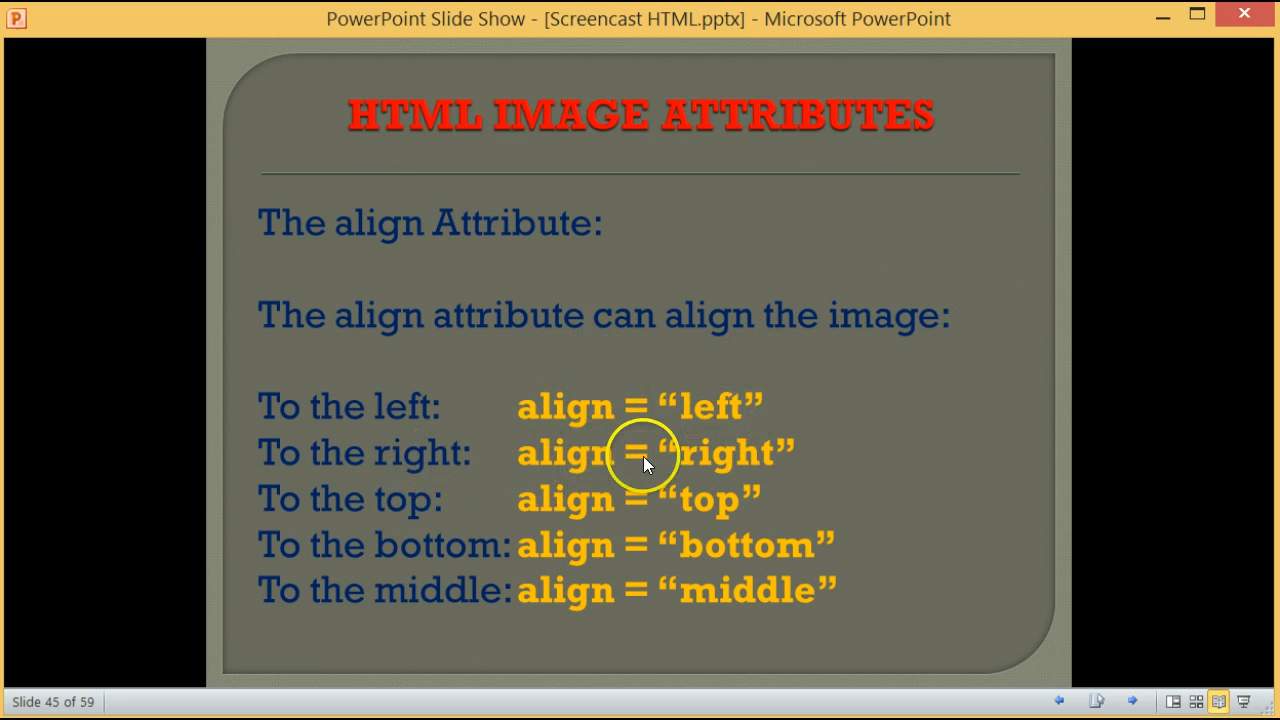 PowerPoint Slide Show - [Screencast HTML.pptx] - Microsoft PowerPoint
HTML IMAGE ATTRIBUTES
The align Attribute:
The align attribute can align the image:
To the left: align = “left”
To the right: align = “right”
To the top: align = “top”
To the bottom: align = “bottom”
To the middle: align = “middle”
Slide 45 of 59